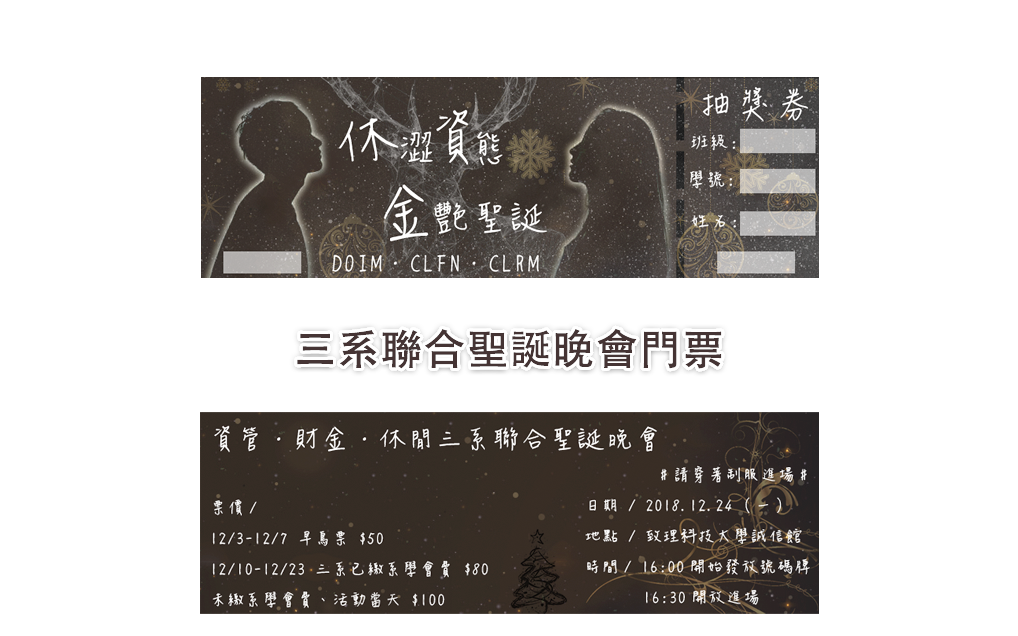 休澀資態
金艷聖誕
DOIM·CLFN·CLRM
抽獎券
班級:
學號:
姓名:
三系聯合聖誕晚會門票
資管·財金·休閒三系聯合聖誕晚會
#請穿著制服進場#
票價/
12/3-12/7 早鳥票 $50
12/10-12/23 三系已繳系學會費 $80
未繳系學會費、活動當天 $100
日期 / 2018.12.24 (一)
地點 / 致理科技大學誠信館
時間 / 16:00 開始發放號碼牌
16:30 開放進場